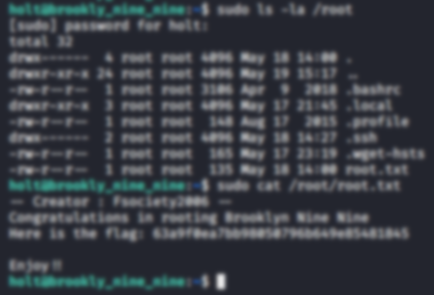 holt@brookly_nine_nine:~$ sudo ls -la /root
[sudo] password for holt:
total 32
drwx------  4 root root 4096 May 18 14:00 .
drwxr-xr-x 24 root root 4096 May 19 15:17 ..
-rw-r--r--  1 root root 3106 Apr  9  2018 .bashrc
drwxr-xr-x  3 root root 4096 May 17 21:45 .local
-rw-r--r--  1 root root  148 Aug 17  2015 .profile
drwx------  2 root root 4096 May 18 14:27 .ssh
-rw-r--r--  1 root root  165 May 17 23:19 .wget-hsts
-rw-r--r--  1 root root  135 May 18 14:00 root.txt
holt@brookly_nine_nine:~$ sudo cat /root/root.txt
-- Creator : Fsociety2006 --
Congratulations in rooting Brooklyn Nine Nine
Here is the flag:
Enjoy!!
holt@brookly_nine_nine:~$